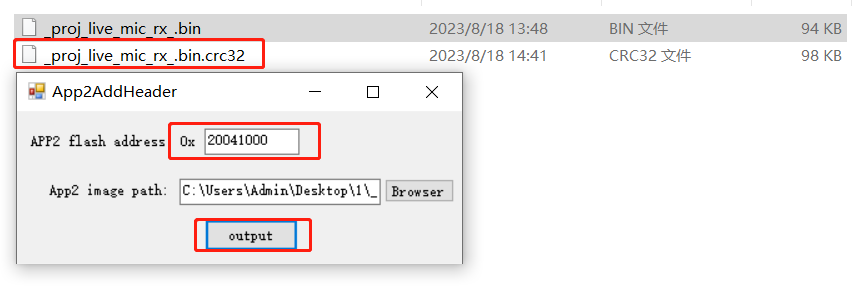 _proj_live_mic_rx_.bin 2023/8/18 13:48 BIN 文件 94 KB
_proj_live_mic_rx_.bin.crc32 2023/8/18 14:41 CRC32 文件 98 KB
App2AddHeader
APP2 flash address 0x 20041000
App2 image path: C:\Users\Admin\Desktop\1\_ Browser
output